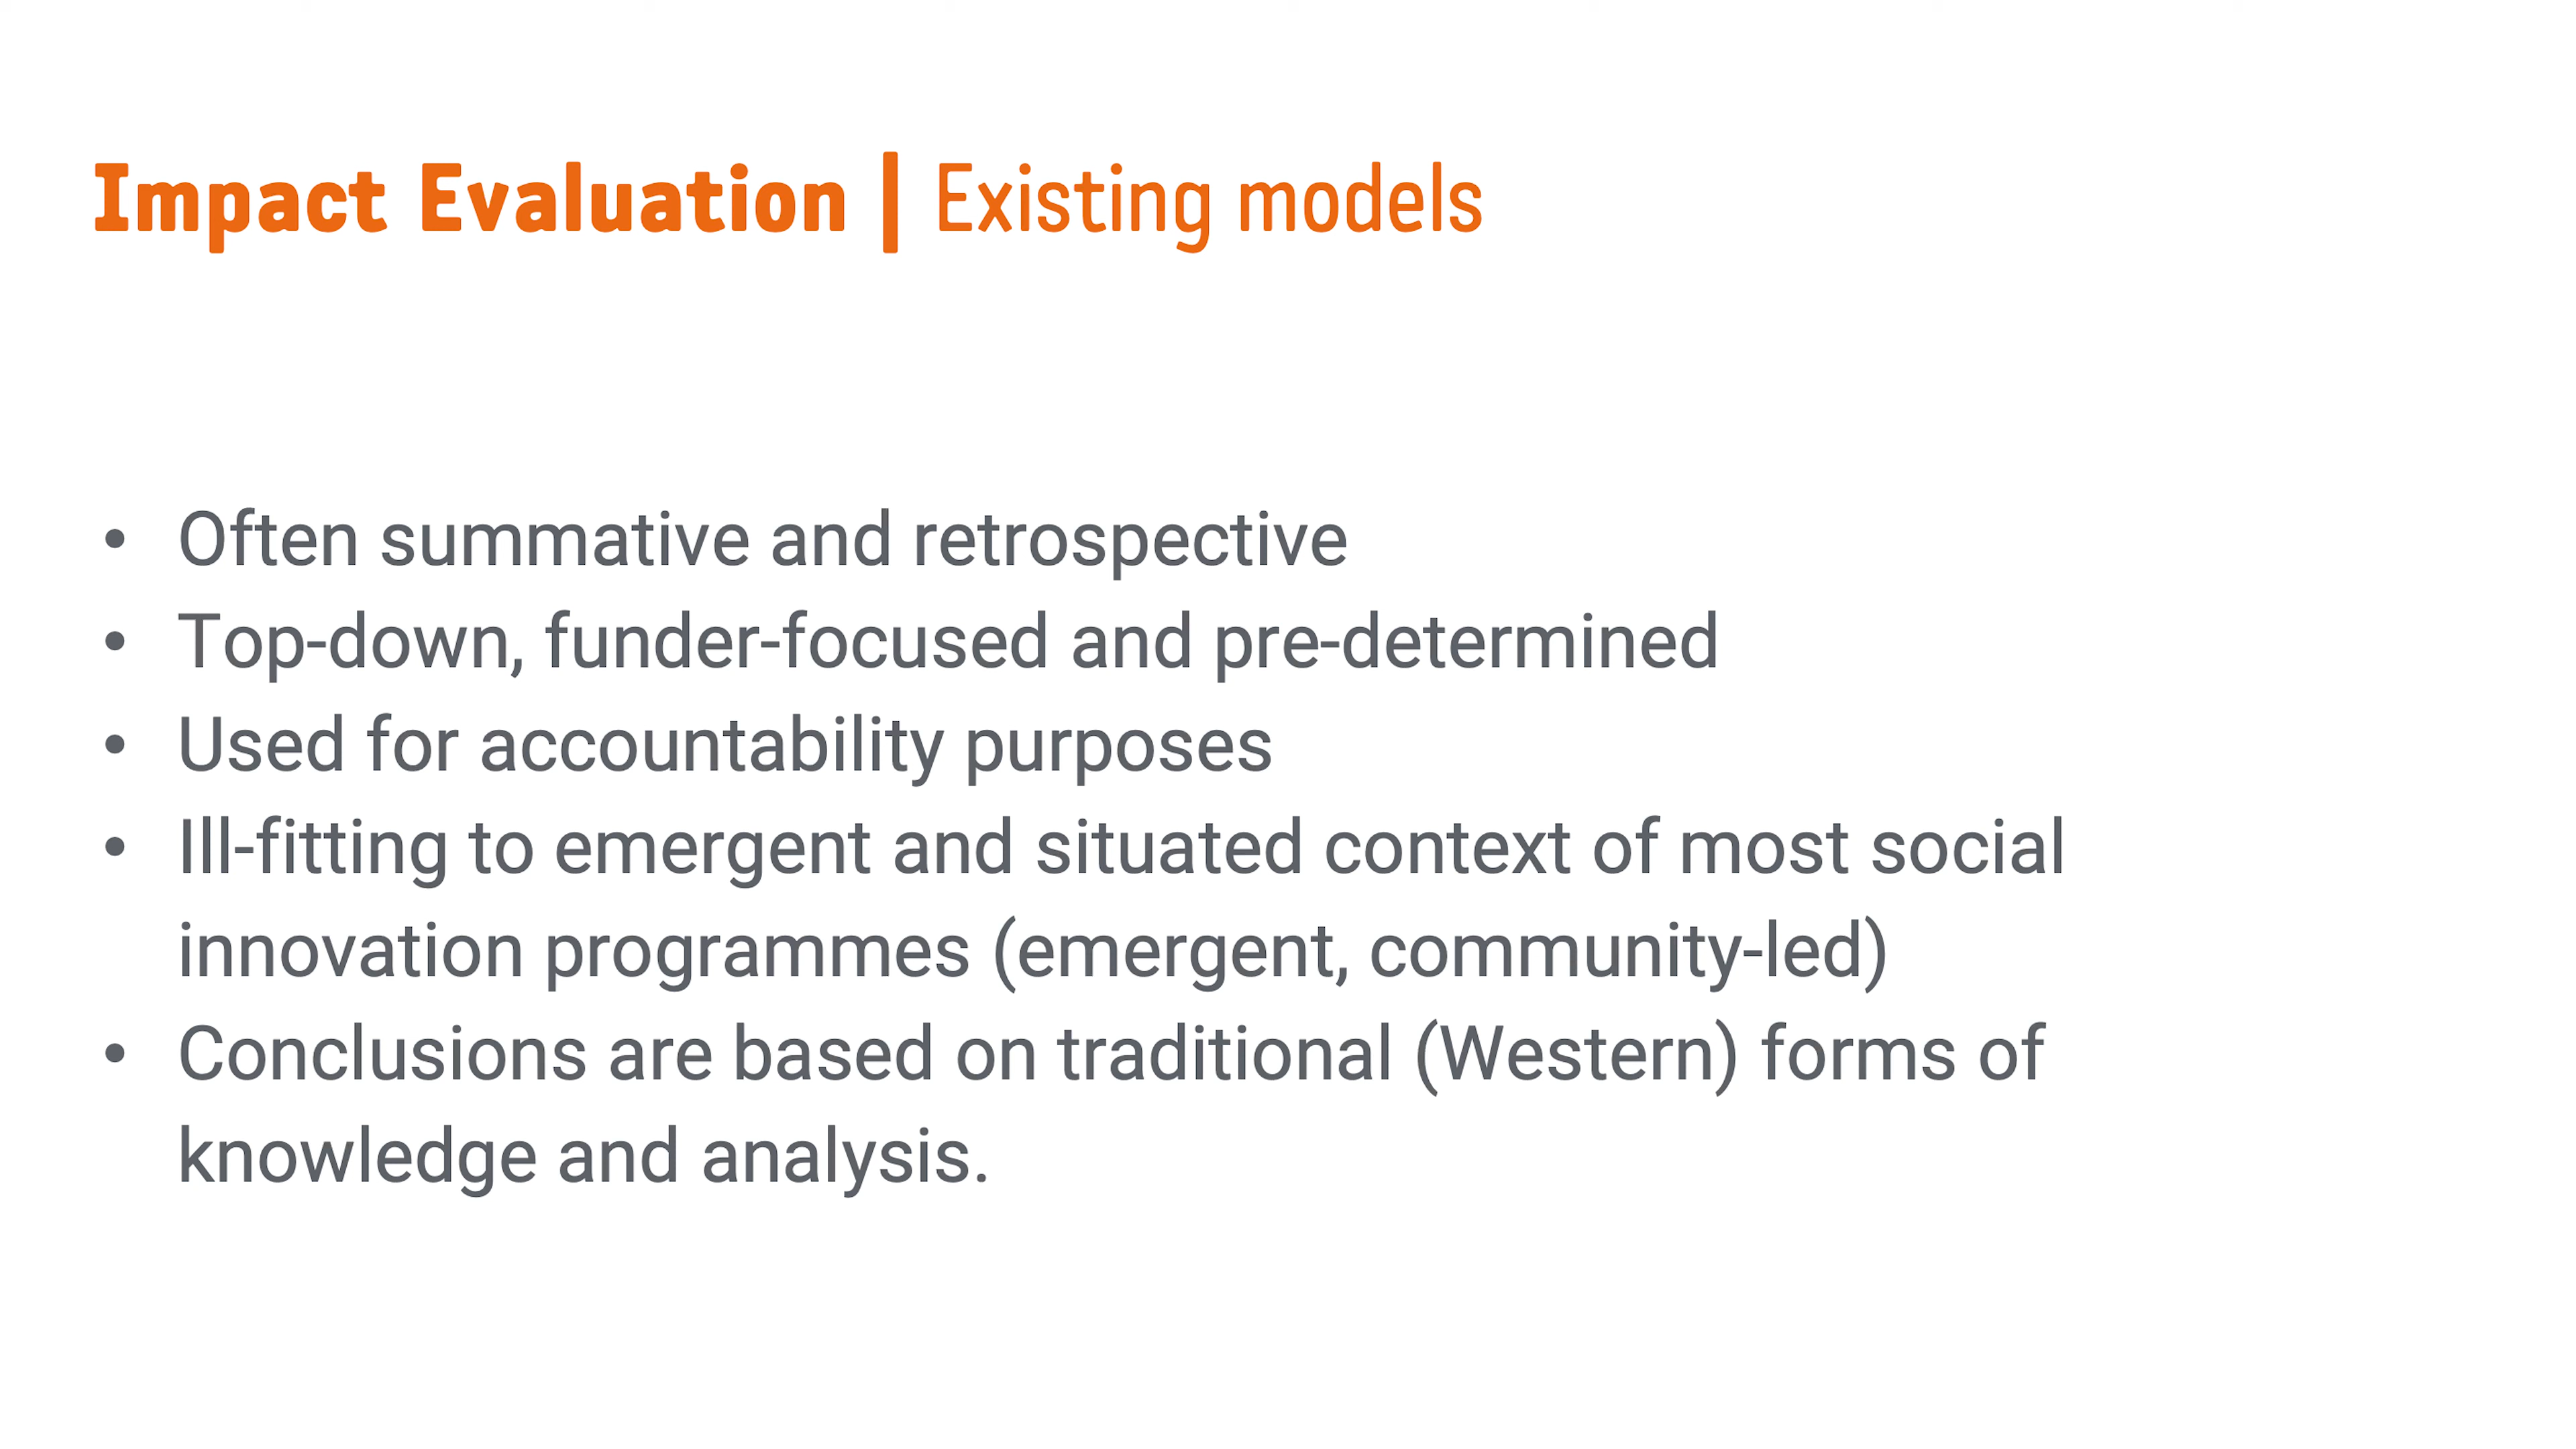 Impact Evaluation | Existing models
• Often summative and retrospective
• Top-down, funder-focused and pre-determined
• Used for accountability purposes
• Ill-fitting to emergent and situated context of most social
innovation programmes (emergent, community-led)
• Conclusions are based on traditional (Western) forms of
knowledge and analysis.